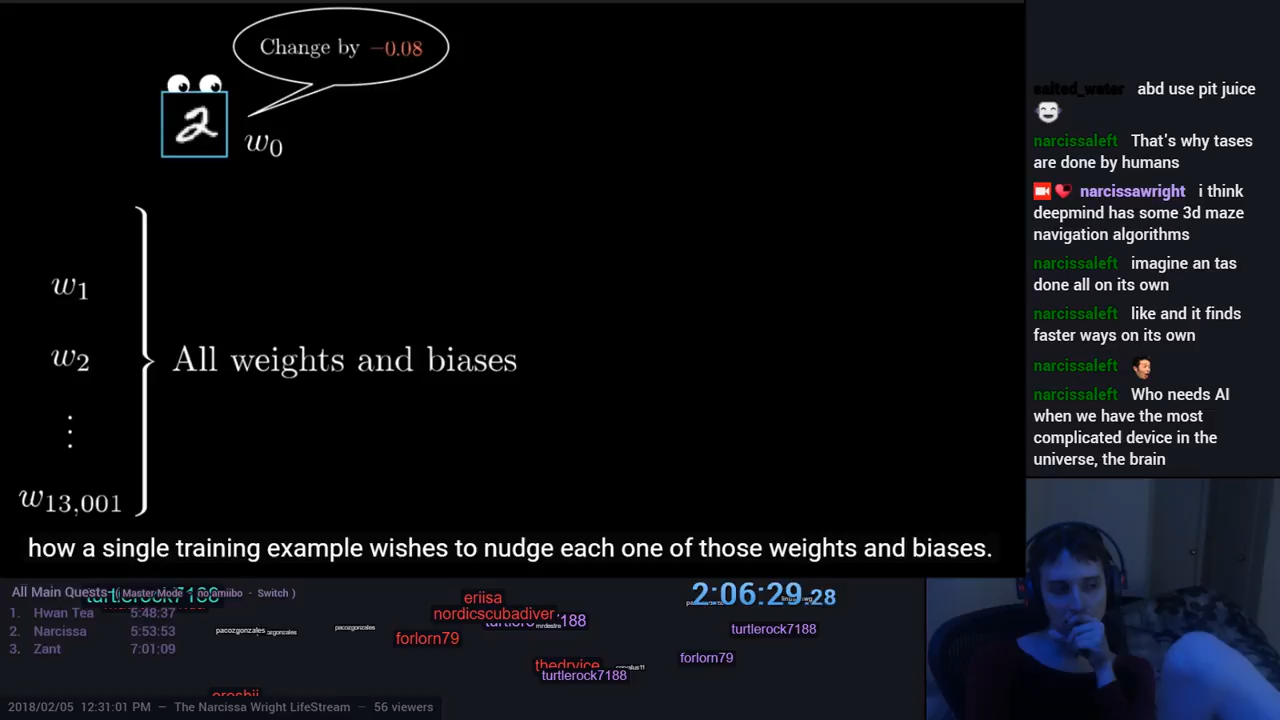 Change by −0.08
2
w0
w1
w2
⋮
w13,001
All weights and biases
how a single training example wishes to nudge each one of those weights and biases.
salted_water abd use pit juice
narcissaleft That's why tases
are done by humans
narcissawright i think
deepmind has some 3d maze
navigation algorithms
narcissaleft imagine an tas
done all on its own
narcissaleft like and it finds
faster ways on its own
narcissaleft
narcissaleft Who needs AI
when we have the most
complicated device in the
universe, the brain
All Main Quests ( Master Mode - no amiibo - Switch )
1. Hwan Tea 5:48:37
2. Narcissa 5:53:53
3. Zant 7:01:09
turtlerock7188
pacozgonzales
pacozgonzales
eriisa
nordicscubadiver
forlorn79
thedrvice
turtlerock7188
2:06:29.28
turtlerock7188
forlorn79
2018/02/05 12:31:01 PM — The Narcissa Wright LifeStream — 56 viewers